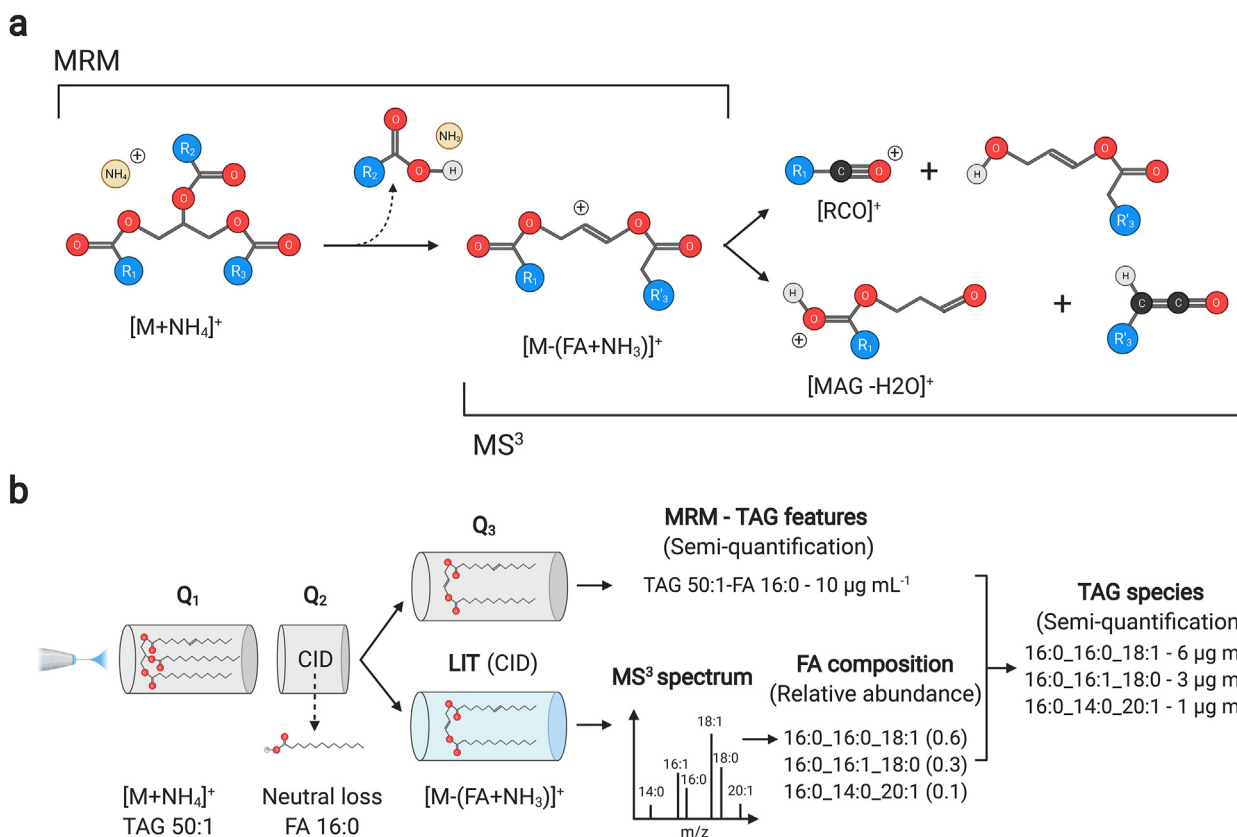 a
MRM
NH₄ ⊕
R₂
O
O
O
O
O
O
R₁
R₃
[M+NH₄]⁺
O
NH₃
R₂
O
H
⊕
O
O
O
O
R₁
R'₃
[M-(FA+NH₃)]⁺
R₁
C
O
⊕
[RCO]⁺
+
O
H
O
O
R'₃
H
O
⊕
O
O
R₁
[MAG -H2O]⁺
+
H
C
C
O
R'₃
MS³
b
Q₁
Q₂
CID
Q₃
LIT (CID)
[M+NH₄]⁺
TAG 50:1
Neutral loss
FA 16:0
[M-(FA+NH₃)]⁺
MRM - TAG features
(Semi-quantification)
TAG 50:1-FA 16:0 - 10 µg mL⁻¹
MS³ spectrum
14:0
16:1
16:0
18:1
18:0
20:1
m/z
FA composition
(Relative abundance)
16:0_16:0_18:1 (0.6)
16:0_16:1_18:0 (0.3)
16:0_14:0_20:1 (0.1)
TAG species
(Semi-quantification
16:0_16:0_18:1 - 6 µg m
16:0_16:1_18:0 - 3 µg m
16:0_14:0_20:1 - 1 µg m